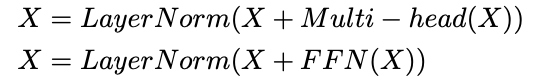 X = LayerNorm(X + Multi − head(X))
X = LayerNorm(X + FFN(X))